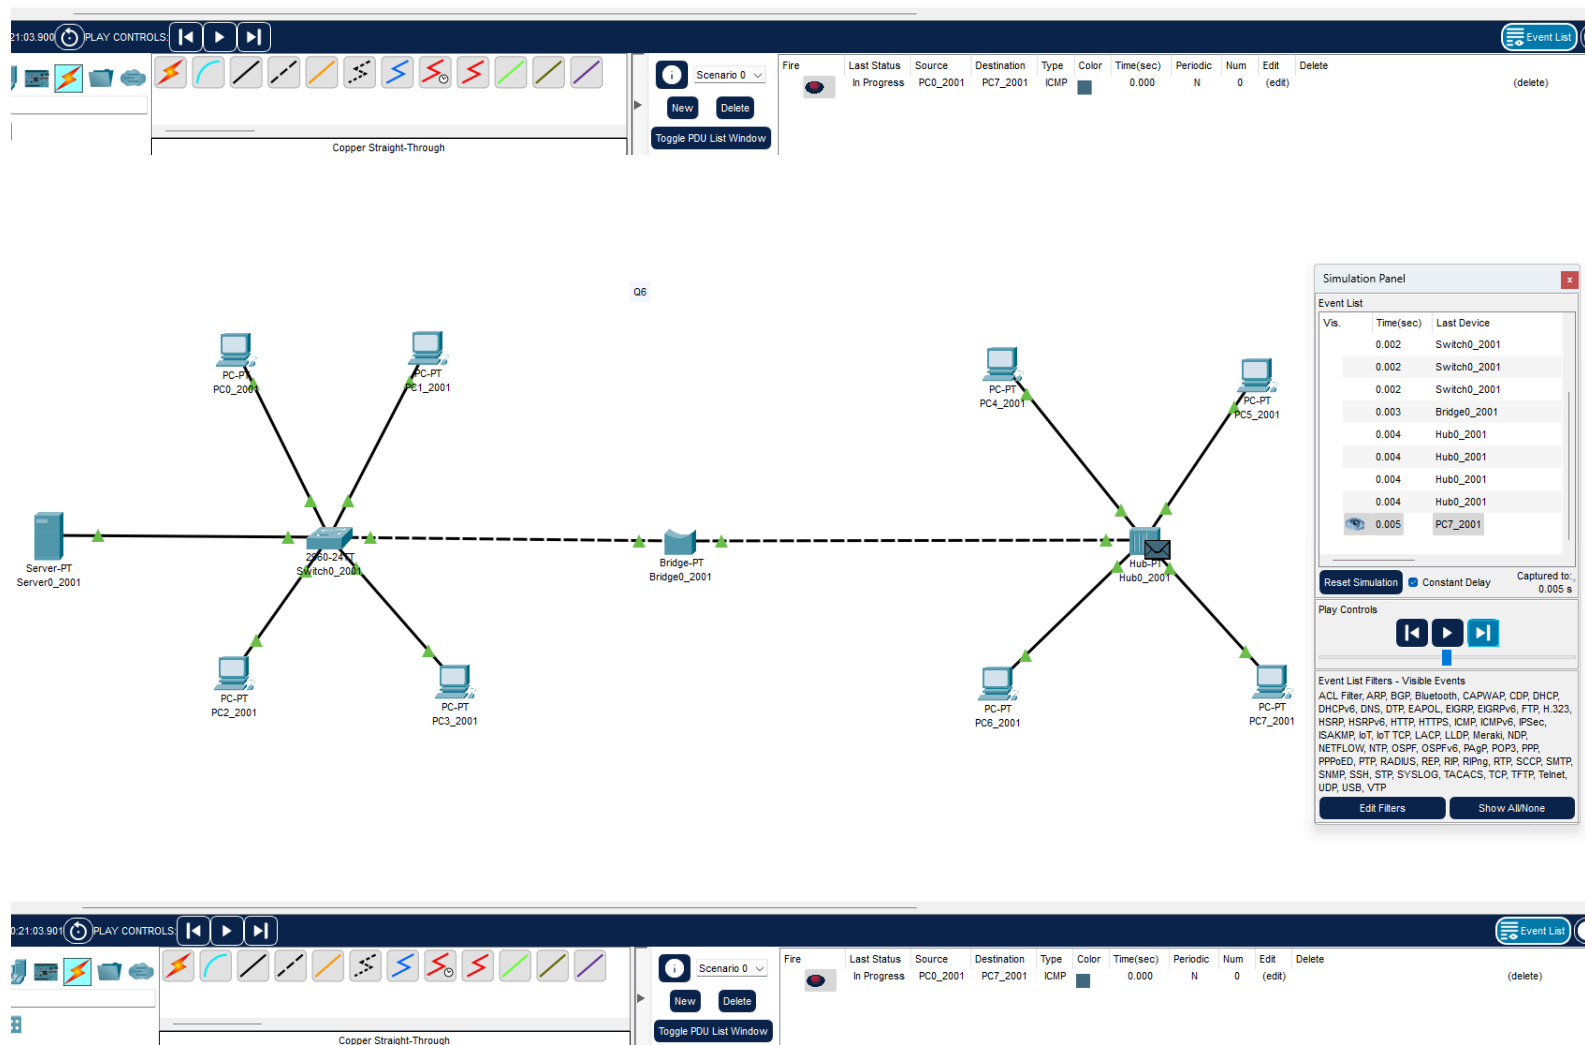 21:03.900 PLAY CONTROLS:
Event List
Scenario 0
New Delete
Toggle PDU List Window
Copper Straight-Through
Fire Last Status Source Destination Type Color Time(sec) Periodic Num Edit Delete
In Progress PC0_2001 PC7_2001 ICMP 0.000 N 0 (edit) (delete)
Q6
PC-PT
PC0_2001
PC-PT
PC1_2001
PC-PT
PC4_2001
PC-PT
PC5_2001
Server-PT
Server0_2001
2960-24TT
Switch0_2001
Bridge-PT
Bridge0_2001
Hub-PT
Hub0_2001
PC-PT
PC2_2001
PC-PT
PC3_2001
PC-PT
PC6_2001
PC-PT
PC7_2001
Simulation Panel
x
Event List
Vis. Time(sec) Last Device
0.002 Switch0_2001
0.002 Switch0_2001
0.002 Switch0_2001
0.003 Bridge0_2001
0.004 Hub0_2001
0.004 Hub0_2001
0.004 Hub0_2001
0.004 Hub0_2001
0.005 PC7_2001
Reset Simulation Constant Delay Captured to:
0.005 s
Play Controls
Event List Filters - Visible Events
ACL Filter, ARP, BGP, Bluetooth, CAPWAP, CDP, DHCP,
DHCPv6, DNS, DTP, EAPOL, EIGRP, EIGRPv6, FTP, H.323,
HSRP, HSRPv6, HTTP, HTTPS, ICMP, ICMPv6, IPSec,
ISAKMP, IoT, IoT TCP, LACP, LLDP, Meraki, NDP,
NETFLOW, NTP, OSPF, OSPFv6, PAgP, POP3, PPP,
PPPoED, PTP, RADIUS, REP, RIP, RIPng, RTP, SCCP, SMTP,
SNMP, SSH, STP, SYSLOG, TACACS, TCP, TFTP, Telnet,
UDP, USB, VTP
Edit Filters Show All/None
0:21:03.901 PLAY CONTROLS:
Event List
Scenario 0
New Delete
Toggle PDU List Window
Copper Straight-Through
Fire Last Status Source Destination Type Color Time(sec) Periodic Num Edit Delete
In Progress PC0_2001 PC7_2001 ICMP 0.000 N 0 (edit) (delete)